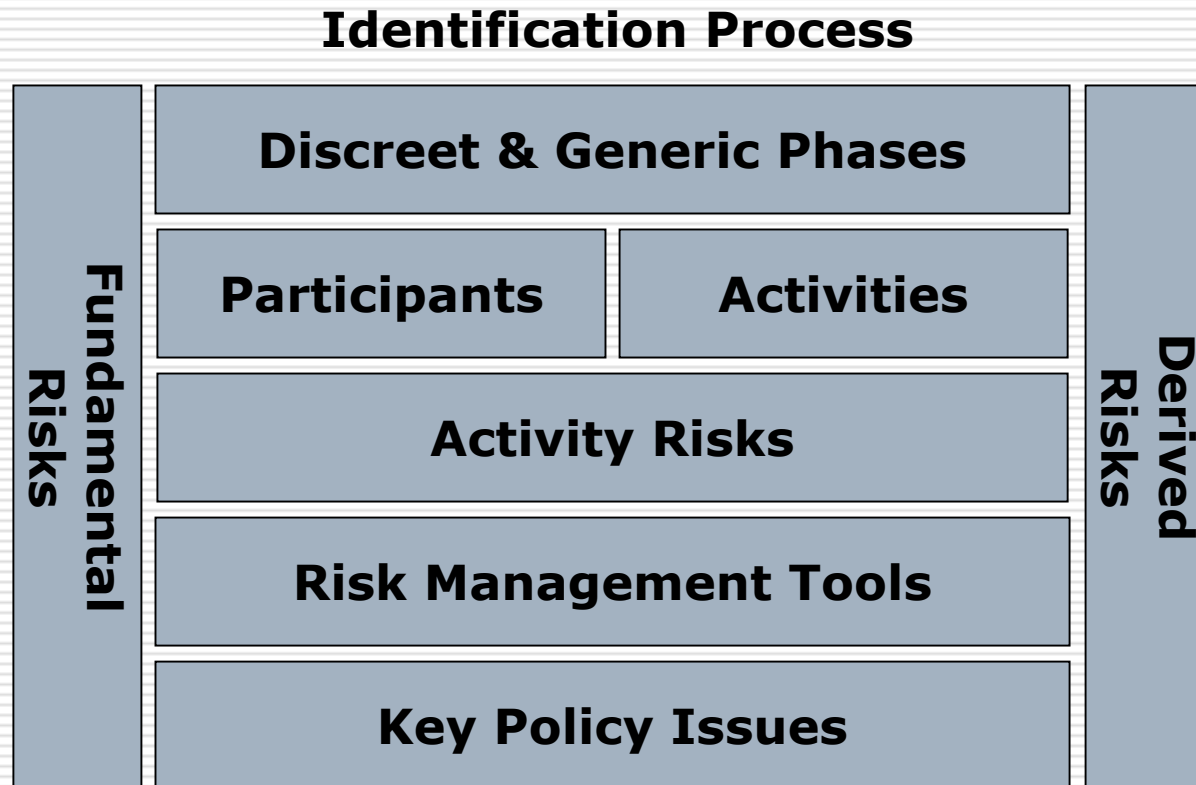 Identification Process
Discreet & Generic Phases
Fundamental
Risks
Participants
Activities
Derived
Risks
Activity Risks
Risk Management Tools
Key Policy Issues